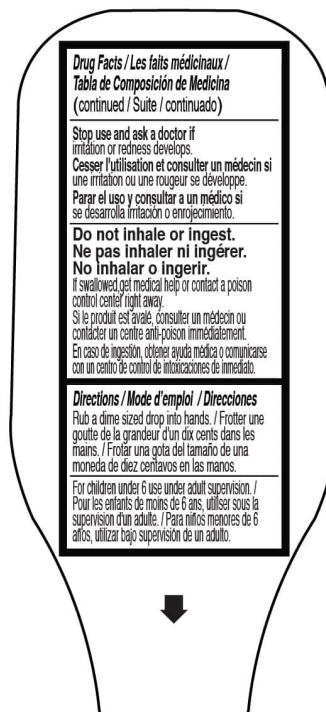 Drug Facts / Les faits médicinaux /
Tabla de Composición de Medicina
(continued / Suite / continuado)
Stop use and ask a doctor if
irritation or redness develops.
Cesser l'utilisation et consulter un médecin si
une irritation ou une rougeur se développe.
Parar el uso y consultar a un médico si
se desarrolla irritación o enrojecimiento.
Do not inhale or ingest.
Ne pas inhaler ni ingérer.
No inhalar o ingerir.
If swallowed,get medical help or contact a poison
control center right away.
Si le produit est avalé, consulter un médecin ou
contacter un centre anti-poison immédiatement.
En caso de ingestión, obtener ayuda médica o comunicarse
con un centro de control de intoxicaciones de inmediato.
Directions / Mode d'emploi / Direcciones
Rub a dime sized drop into hands. / Frotter une
goutte de la grandeur d'un dix cents dans les
mains. / Frotar una gota del tamaño de una
moneda de diez centavos en las manos.
For children under 6 use under adult supervision. /
Pour les enfants de moins de 6 ans, utiliser sous la
supervision d'un adulte. / Para niños menores de 6
años, utilizar bajo supervisión de un adulto.